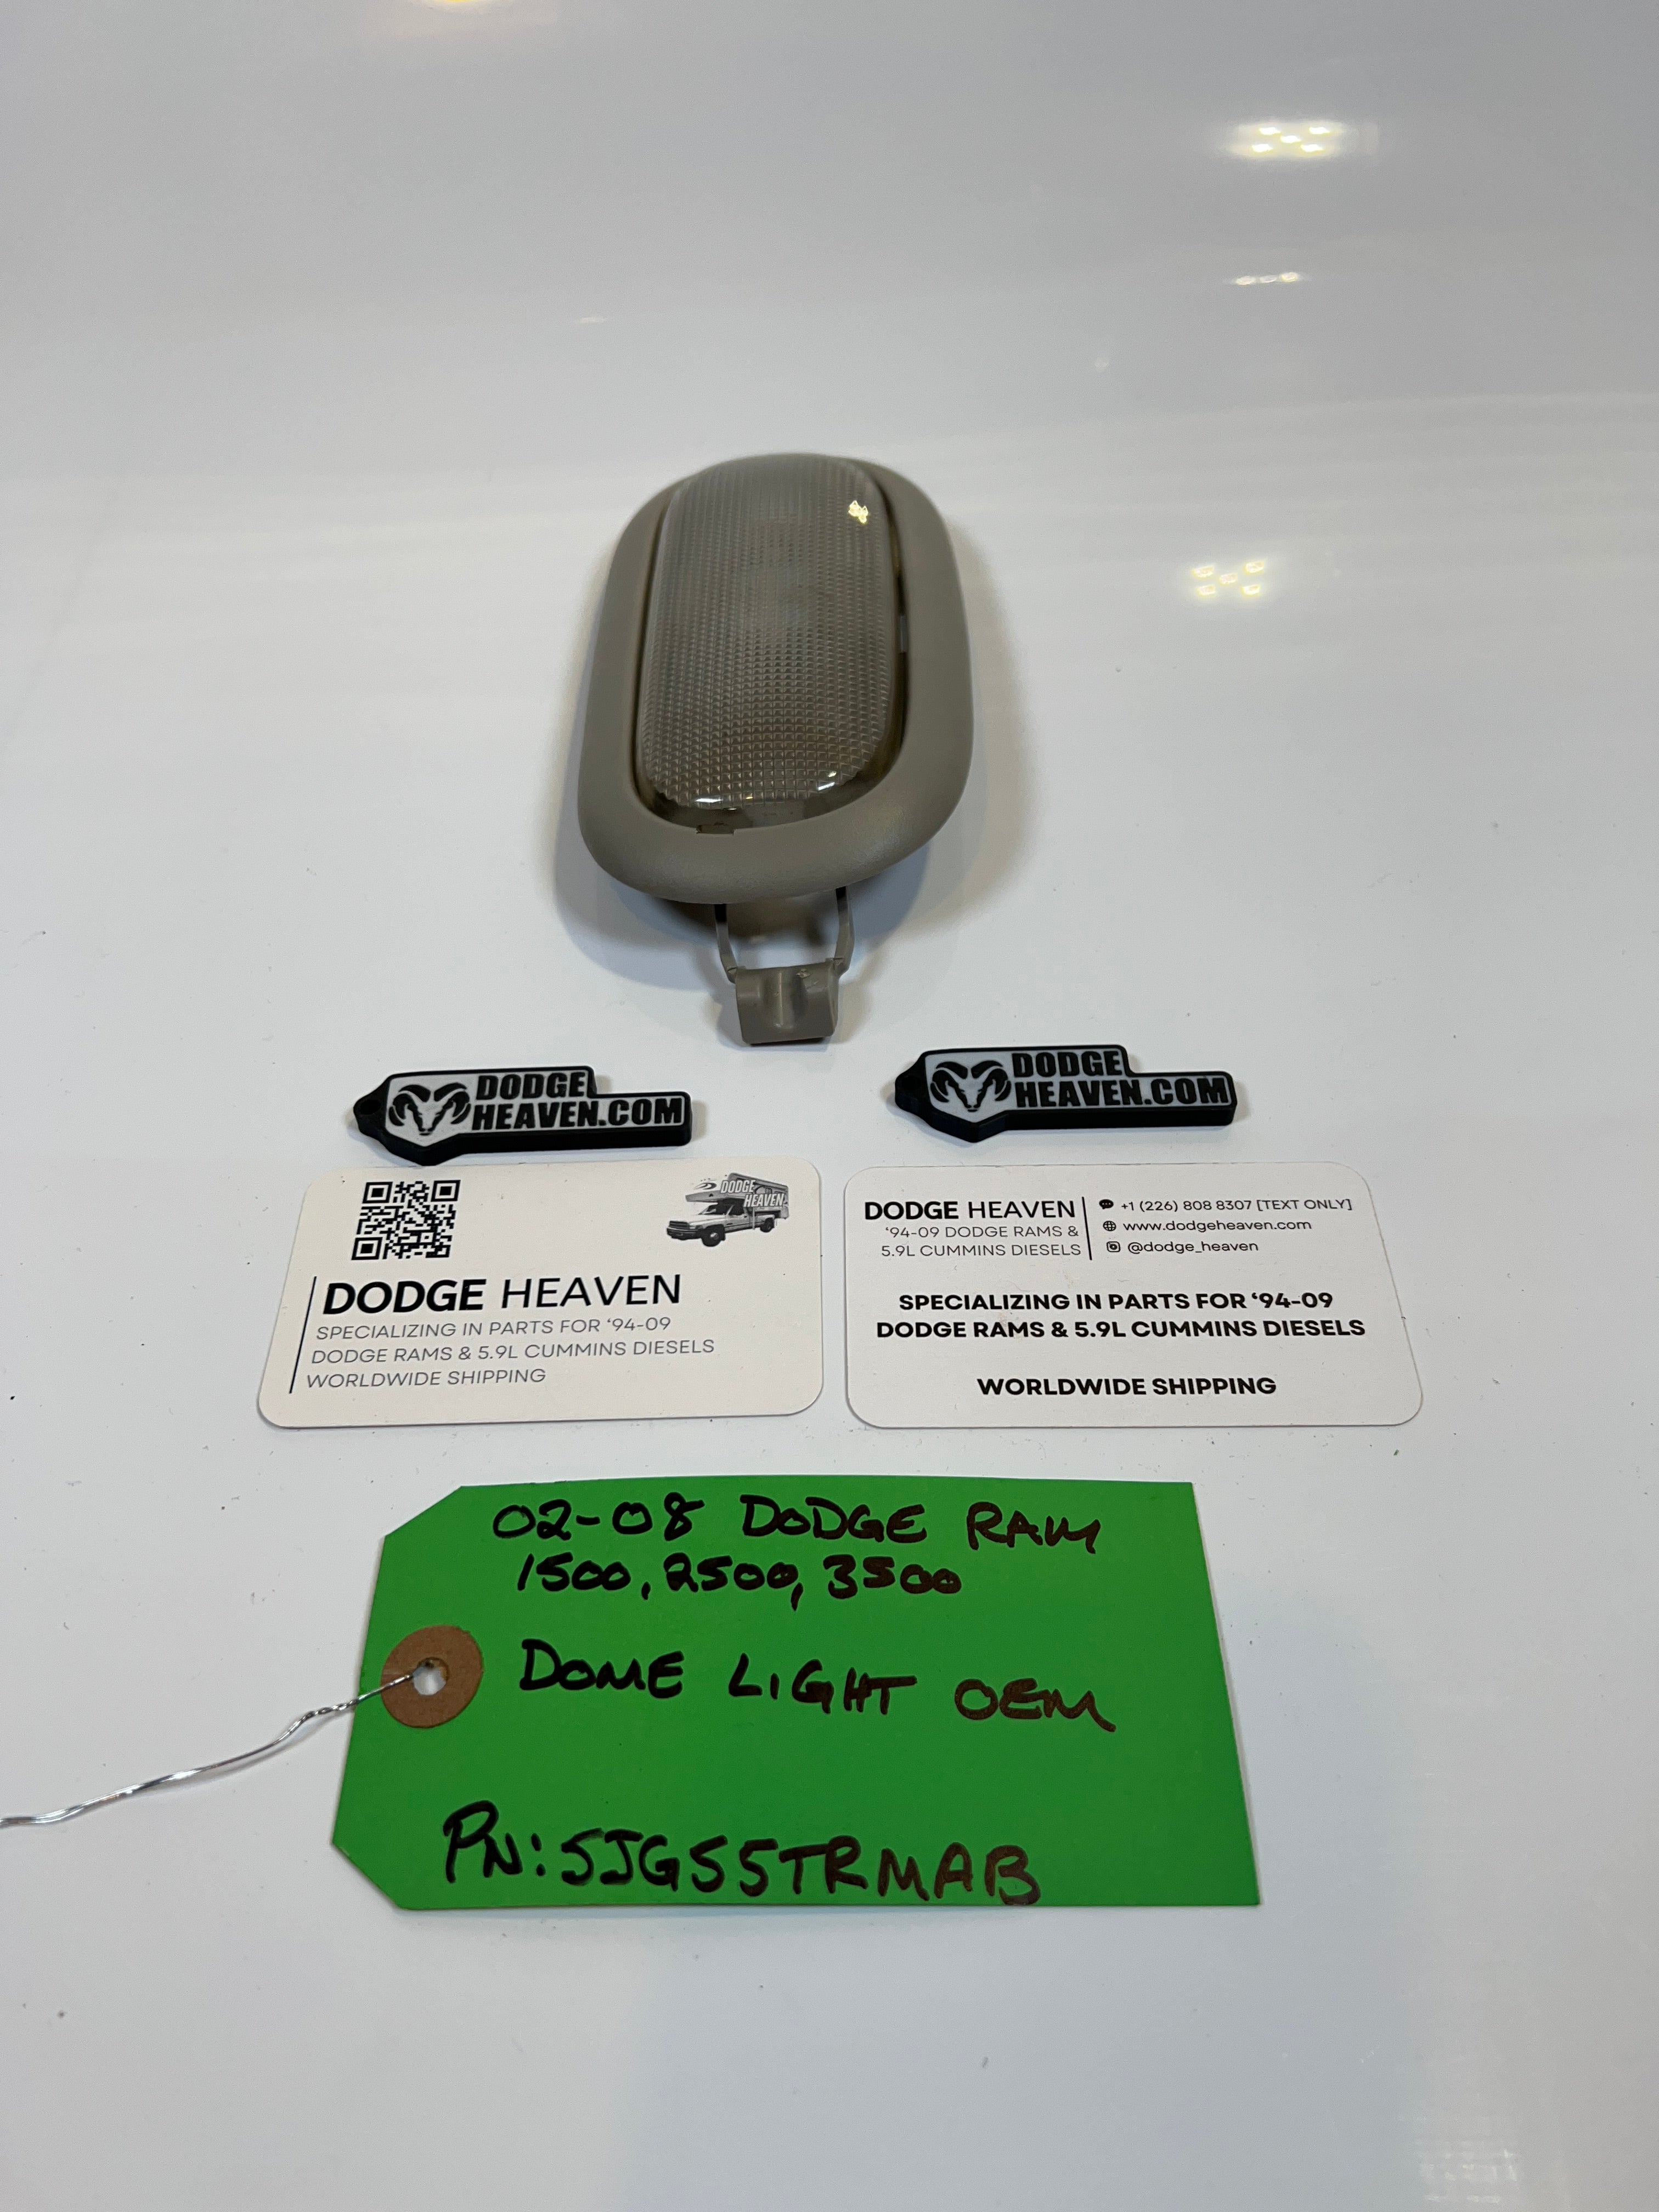 DODGE
HEAVEN.COM
DODGE
HEAVEN.COM
DODGE
HEAVEN
DODGE HEAVEN
SPECIALIZING IN PARTS FOR ‘94-09
DODGE RAMS & 5.9L CUMMINS DIESELS
WORLDWIDE SHIPPING
DODGE HEAVEN
‘94-09 DODGE RAMS &
5.9L CUMMINS DIESELS
+1 (226) 808 8307 [TEXT ONLY]
www.dodgeheaven.com
@dodge_heaven
SPECIALIZING IN PARTS FOR ‘94-09
DODGE RAMS & 5.9L CUMMINS DIESELS
WORLDWIDE SHIPPING
02-08 DODGE RAM
1500, 2500, 3500
DOME LIGHT OEM
PN: 5JG55TRMAB